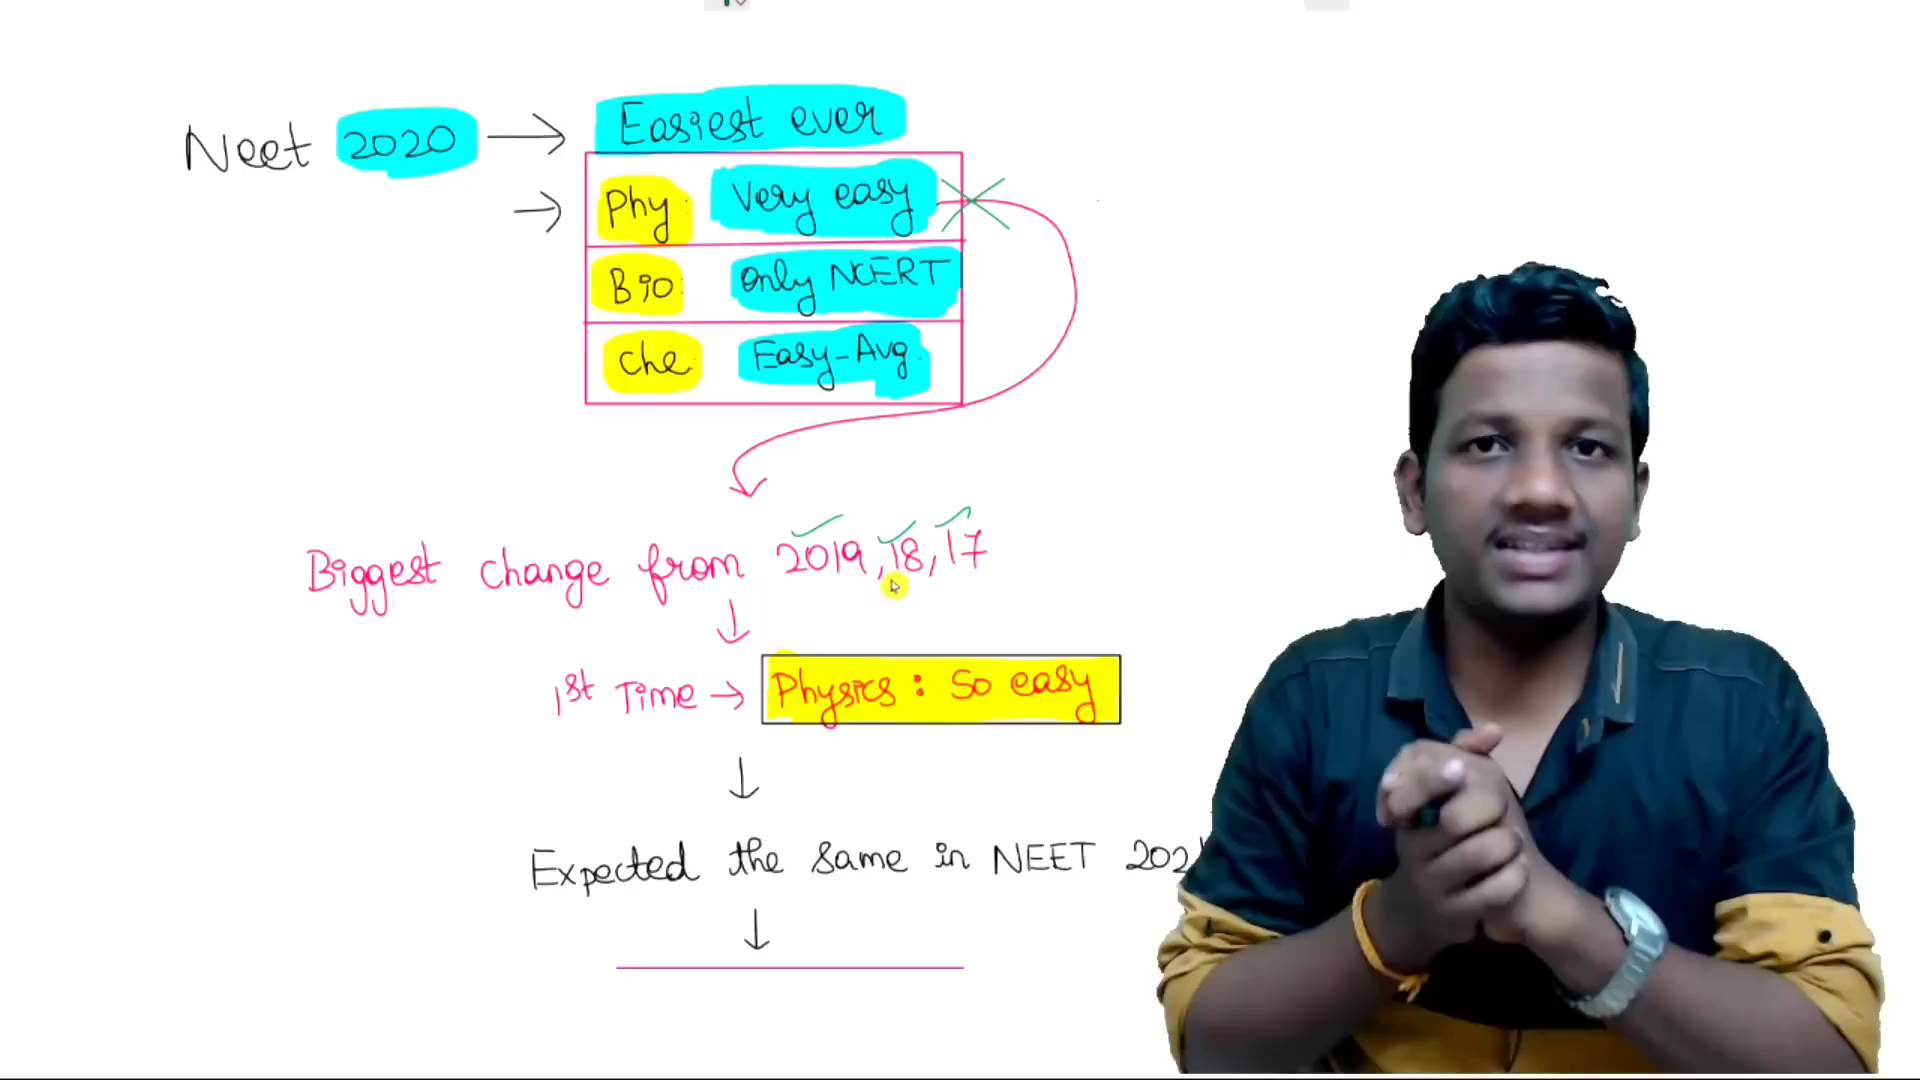 Neet 2020 → Easiest ever
→ Phy: Very easy
Bio: Only NCERT
Che: Easy-Avg.
Biggest change from 2019, 18, 17
1st Time → Physics: So easy
Expected the same in NEET